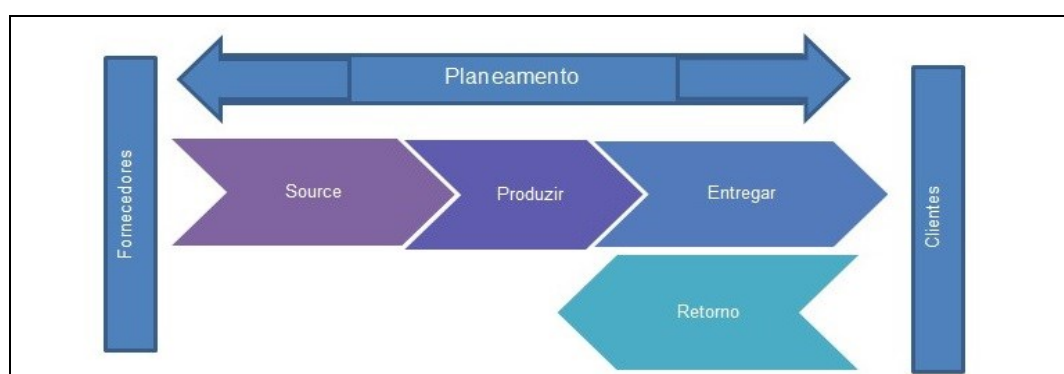 Planeamento
Fornecedores
Source
Produzir
Entregar
Clientes
Retorno